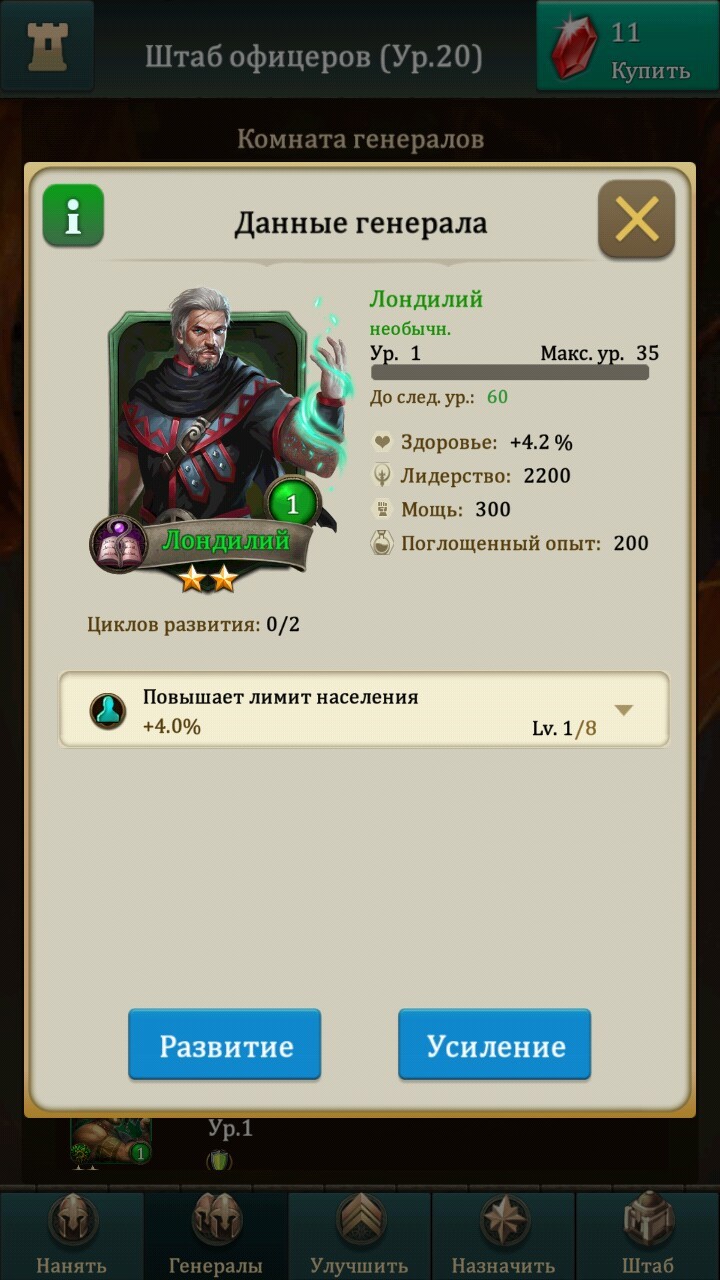 Штаб офицеров (Ур.20)
11
Купить
Комната генералов
Данные генерала
Лондилий
необычн.
Ур. 1 Макс. ур. 35
До след. ур.: 60
Здоровье: +4.2 %
Лидерство: 2200
Мощь: 300
Поглощенный опыт: 200
1
Лондилий
Циклов развития: 0/2
Повышает лимит населения
+4.0%
Lv. 1/8
Развитие
Усиление
Ур.1
1
Нанять
Генералы
Улучшить
Назначить
Штаб